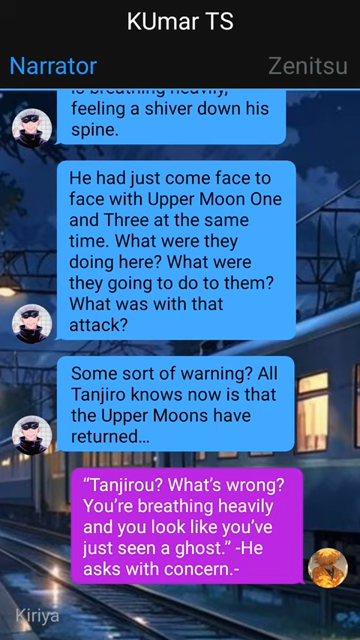 KUmar TS
Narrator
Zenitsu
is breathing heavily,
feeling a shiver down his
spine.
He had just come face to
face with Upper Moon One
and Three at the same
time. What were they
doing here? What were
they going to do to them?
What was with that
attack?
Some sort of warning? All
Tanjiro knows now is that
the Upper Moons have
returned…
“Tanjirou? What’s wrong?
You’re breathing heavily
and you look like you’ve
just seen a ghost.” -He
asks with concern.-
Kiriya